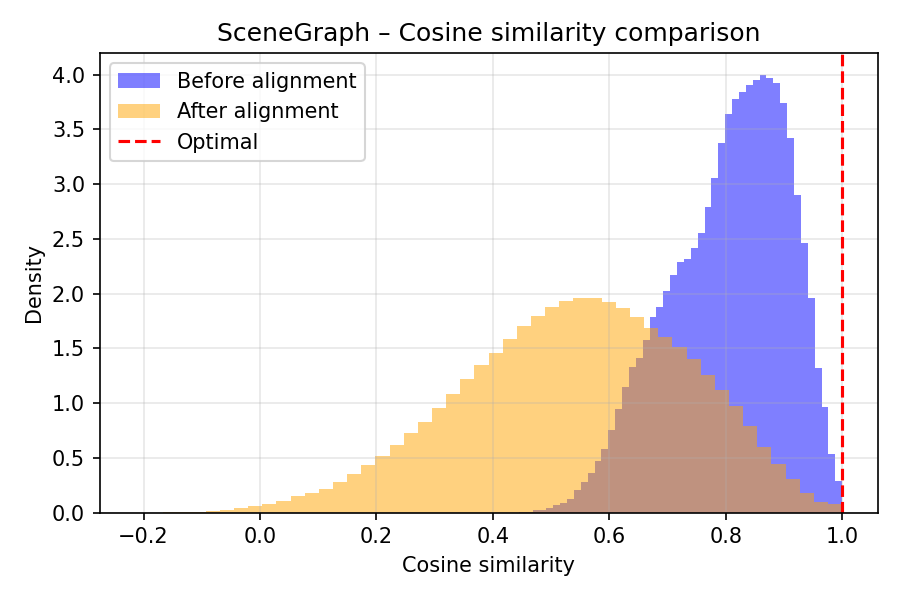 SceneGraph – Cosine similarity comparison
Before alignment
After alignment
Optimal
Density
4.0
3.5
3.0
2.5
2.0
1.5
1.0
0.5
0.0
−0.2 0.0 0.2 0.4 0.6 0.8 1.0
Cosine similarity